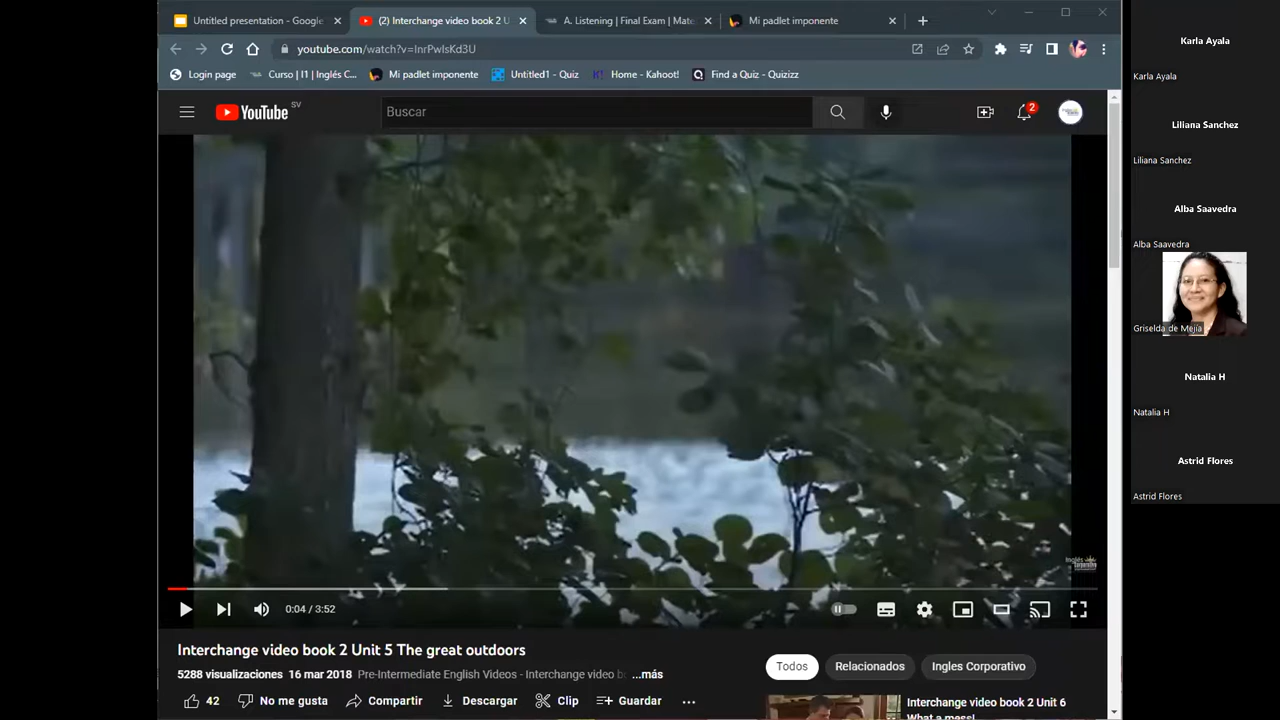 Untitled presentation - Google
(2) Interchange video book 2 U
A. Listening | Final Exam | Mate
Mi padlet imponente
youtube.com/watch?v=InrPwlsKd3U
Login page
Curso | I1 | Inglés C...
Mi padlet imponente
Untitled1 - Quiz
Home - Kahoot!
Find a Quiz - Quizizz
YouTube SV
Buscar
2
0:04 / 3:52
Interchange video book 2 Unit 5 The great outdoors
5288 visualizaciones 16 mar 2018 Pre-Intermediate English Videos - Interchange video bo ...más
42
No me gusta
Compartir
Descargar
Clip
Guardar
Todos
Relacionados
Ingles Corporativo
Interchange video book 2 Unit 6
What a mess!
Karla Ayala
Karla Ayala
Liliana Sanchez
Liliana Sanchez
Alba Saavedra
Alba Saavedra
Griselda de Mejía
Natalia H
Natalia H
Astrid Flores
Astrid Flores